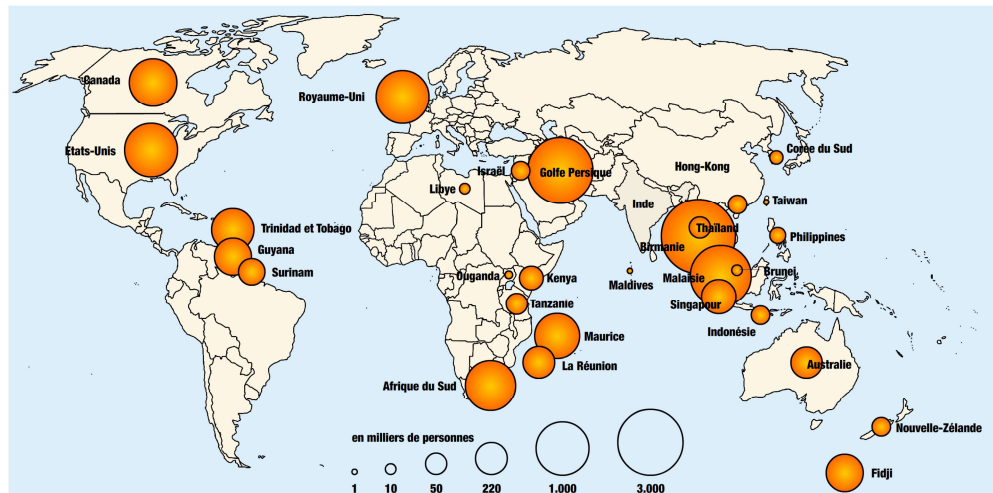 Canada
Royaume-Uni
Etats-Unis
Corée du Sud
Hong-Kong
Israël
Golfe Persique
Libye
Inde
Taiwan
Trinidad et Tobago
Thaïland
Philippines
Birmanie
Guyana
Surinam
Ouganda
Kenya
Maldives
Malaisie
Brunei
Tanzanie
Singapour
Indonésie
Maurice
La Réunion
Australie
Afrique du Sud
Nouvelle-Zélande
en milliers de personnes
Fidji
1 10 50 220 1.000 3.000